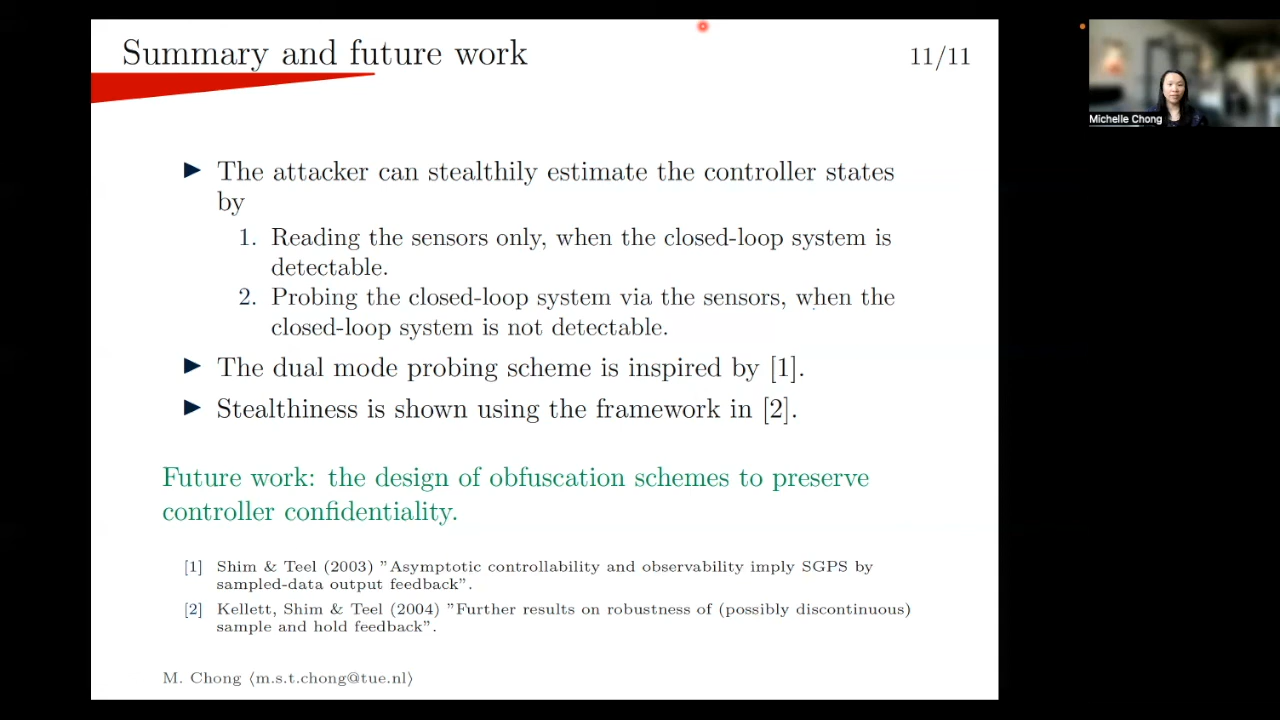 Summary and future work
11/11
The attacker can stealthily estimate the controller states
by
1. Reading the sensors only, when the closed-loop system is
detectable.
2. Probing the closed-loop system via the sensors, when the
closed-loop system is not detectable.
The dual mode probing scheme is inspired by [1].
Stealthiness is shown using the framework in [2].
Future work: the design of obfuscation schemes to preserve
controller confidentiality.
[1] Shim & Teel (2003) "Asymptotic controllability and observability imply SGPS by
sampled-data output feedback".
[2] Kellett, Shim & Teel (2004) "Further results on robustness of (possibly discontinuous)
sample and hold feedback".
M. Chong ⟨m.s.t.chong@tue.nl⟩
Michelle Chong